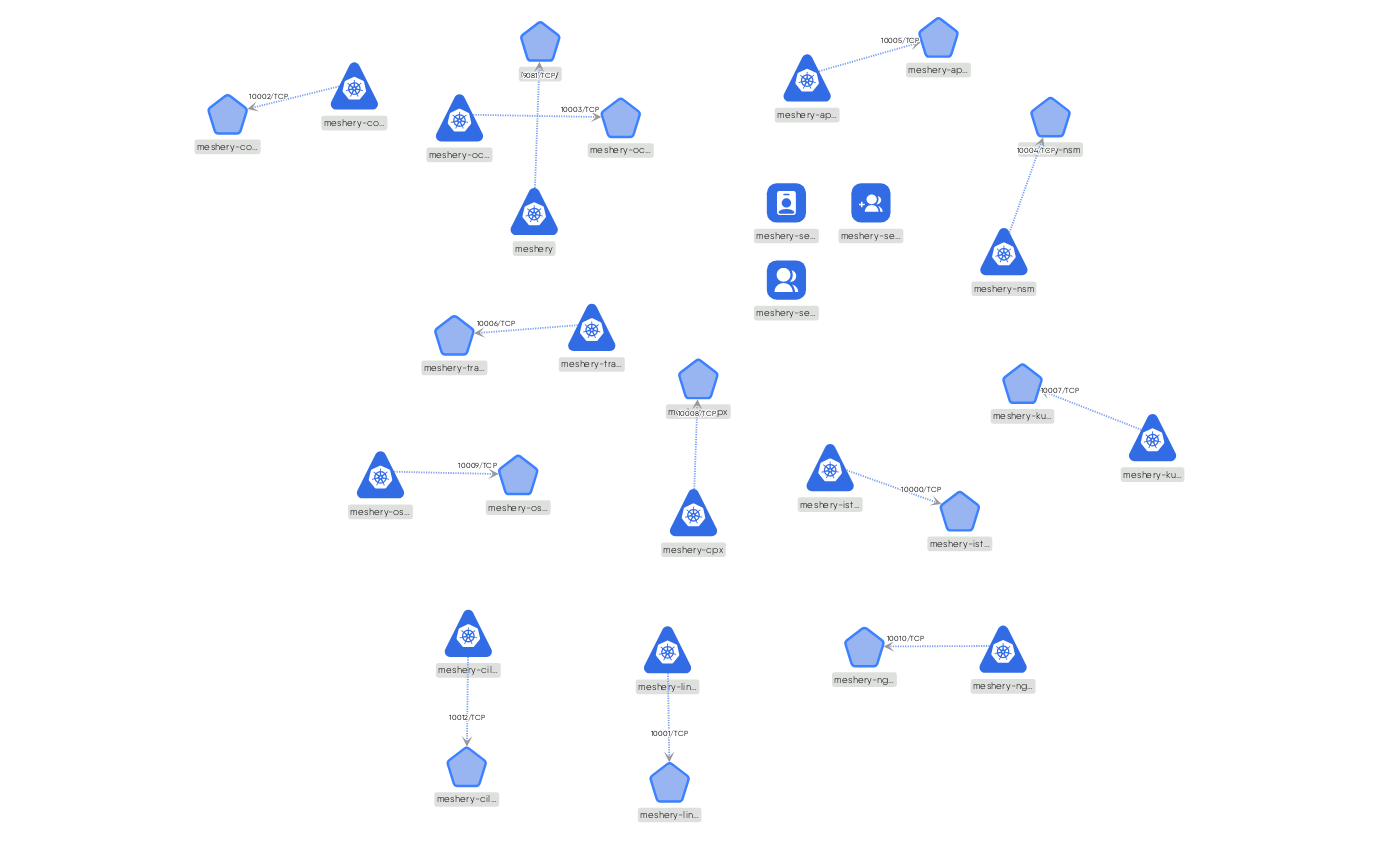 10005/TCP
meshery-ap...
[9081/TCP]
10002/TCP
meshery-co...
meshery-co...
10003/TCP
meshery-oc...
meshery-oc...
meshery-ap...
10004/TCP
-nsm
meshery
meshery-se...
meshery-se...
meshery-nsm
meshery-se...
10006/TCP
meshery-tra...
meshery-tra...
10008/TCP
px
10007/TCP
meshery-ku...
meshery-ku...
10009/TCP
meshery-os...
meshery-os...
10000/TCP
meshery-ist...
meshery-ist...
meshery-cpx
meshery-cil...
10012/TCP
meshery-cil...
meshery-lin...
10001/TCP
meshery-lin...
10010/TCP
meshery-ng...
meshery-ng...